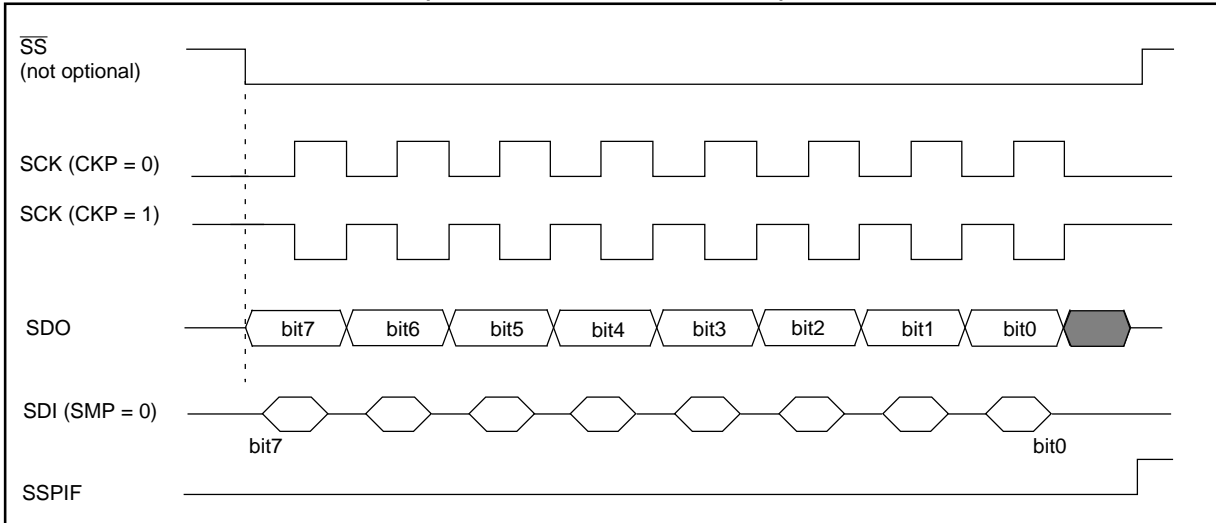 SS
(not optional)
SCK (CKP = 0)
SCK (CKP = 1)
SDO
bit7 bit6 bit5 bit4 bit3 bit2 bit1 bit0
SDI (SMP = 0)
bit7 bit0
SSPIF